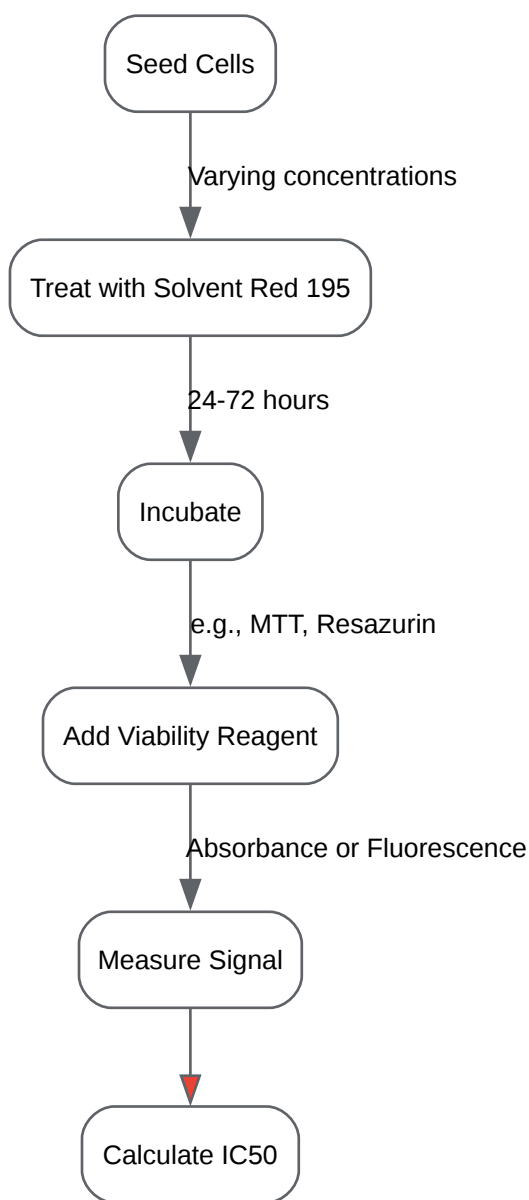 Seed Cells
Varying concentrations
Treat with Solvent Red 195
24-72 hours
Incubate
e.g., MTT, Resazurin
Add Viability Reagent
Absorbance or Fluorescence
Measure Signal
Calculate IC50